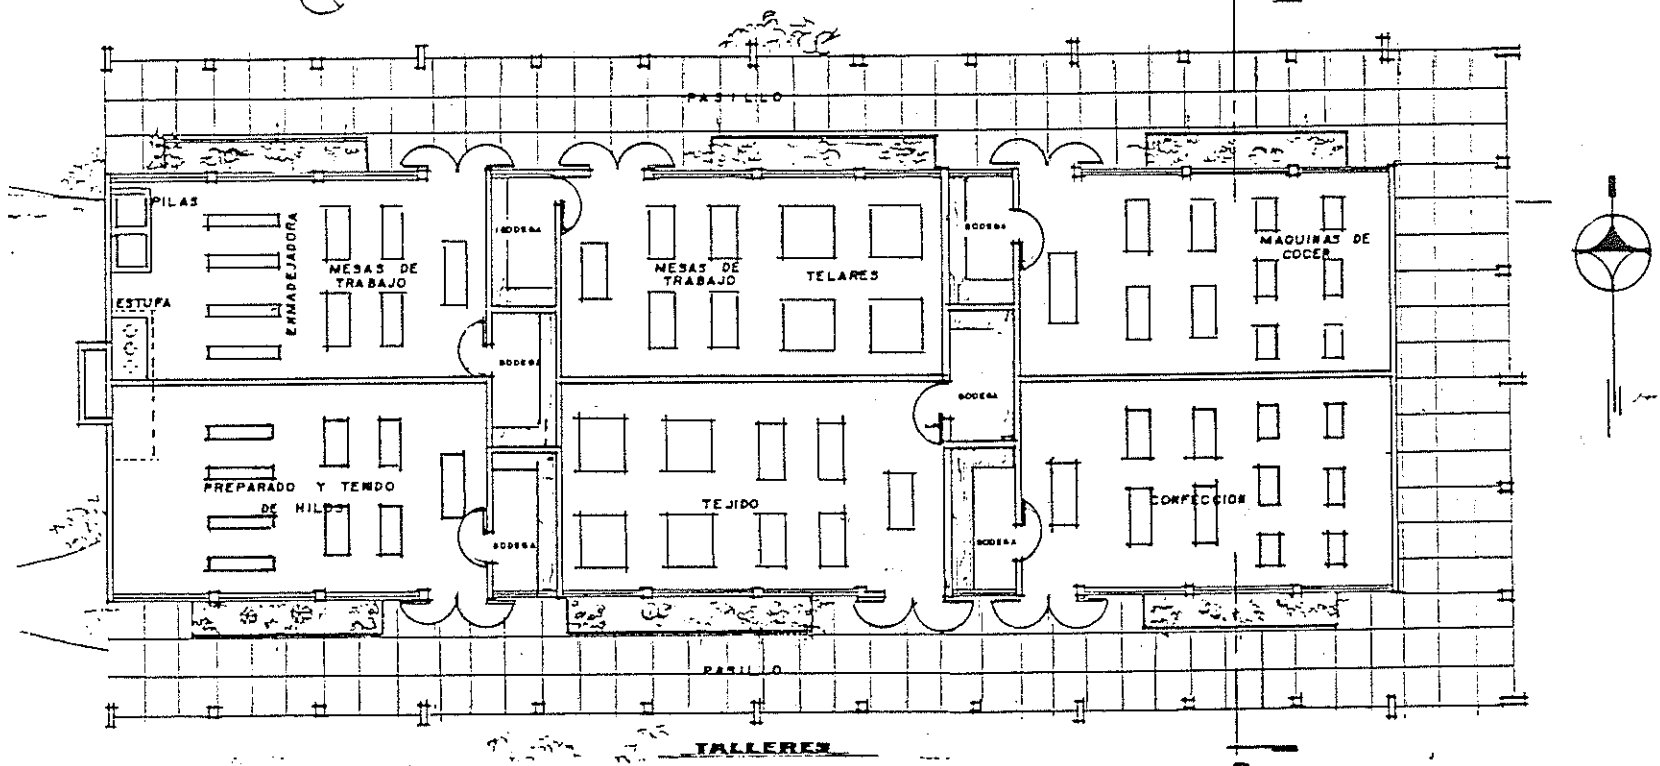 PASILLO
PILAS
ENMADEJADORA
MESAS DE
TRABAJO
BODEGA
MESAS DE
TRABAJO
TELARES
BODEGA
MAQUINAS DE
COCER
ESTUFA
BODEGA
BODEGA
PREPARADO Y TENIDO
DE HILOS
BODEGA
TEJIDO
BODEGA
CONFECCION
PASILLO
TALLERES